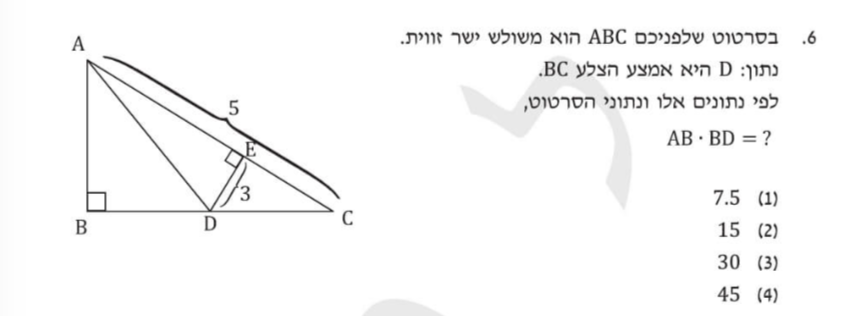 6. בסרטוט שלפניכם ABC הוא משולש ישר זווית.
נתון: D היא אמצע הצלע BC.
לפי נתונים אלו ונתוני הסרטוט,
AB · BD = ?
(1) 7.5
(2) 15
(3) 30
(4) 45
A
5
E
3
B
D
C